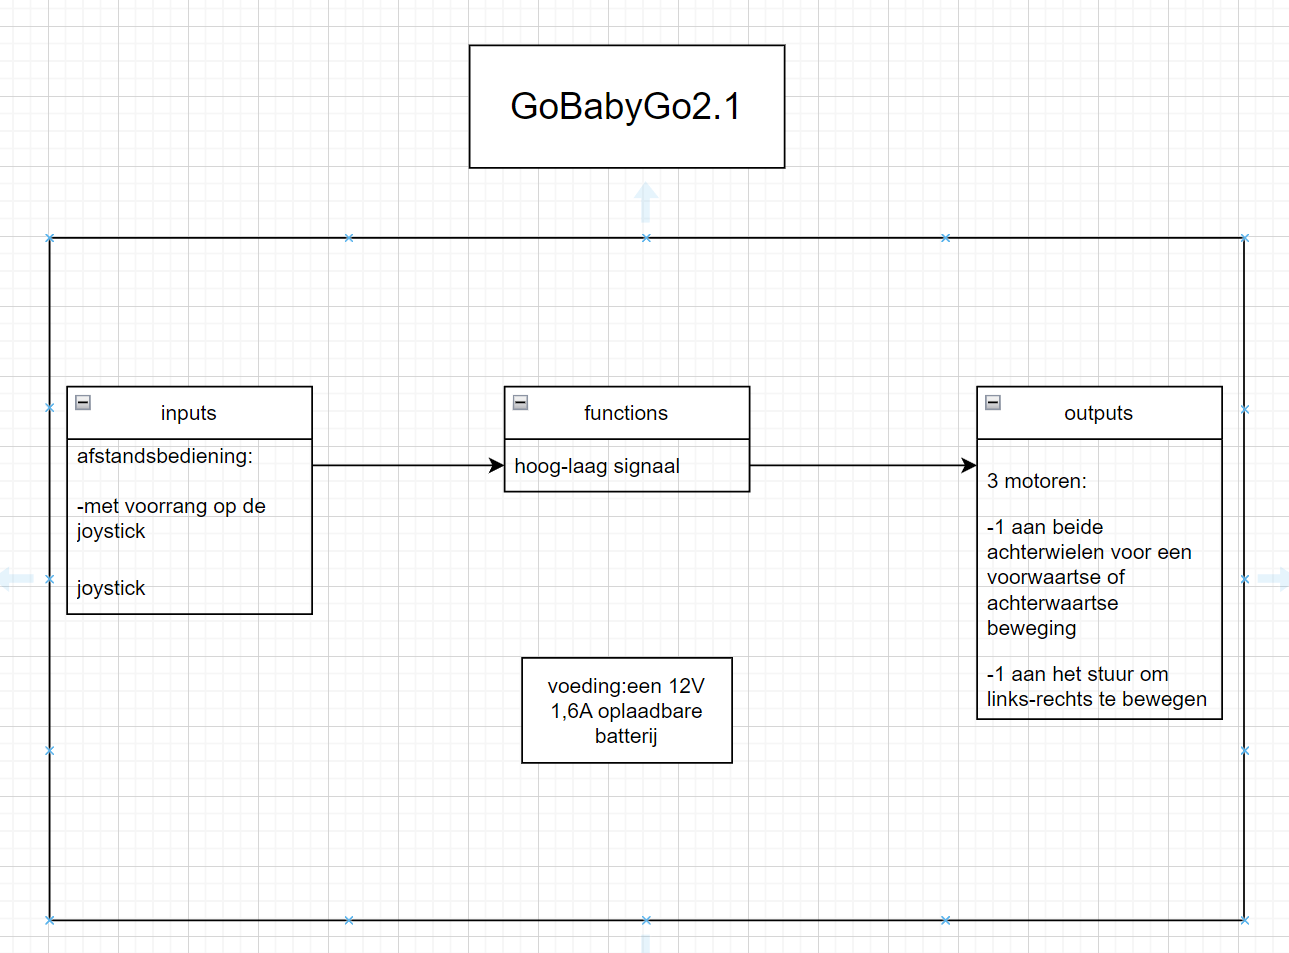 GoBabyGo2.1
inputs
afstandsbediening:
-met voorrang op de
joystick
joystick
functions
hoog-laag signaal
outputs
3 motoren:
-1 aan beide
achterwielen voor een
voorwaartse of
achterwaartse
beweging
-1 aan het stuur om
links-rechts te bewegen
voeding:een 12V
1,6A oplaadbare
batterij